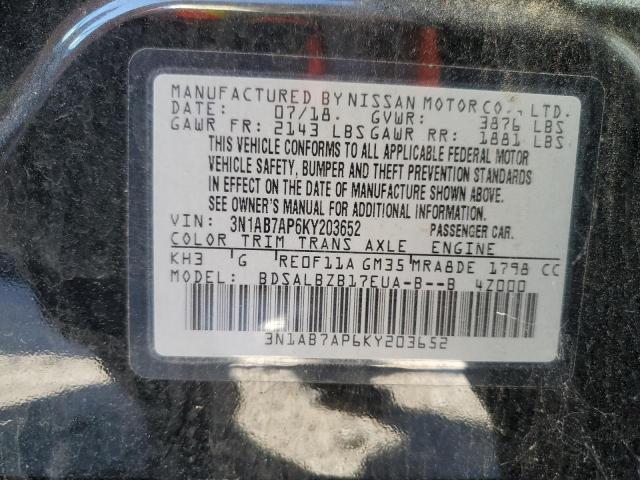 MANUFACTURED BY NISSAN MOTOR CO., LTD.
DATE: 07/18. GVWR: 3876 LBS
GAWR FR: 2143 LBS GAWR RR: 1881 LBS
THIS VEHICLE CONFORMS TO ALL APPLICABLE FEDERAL MOTOR
VEHICLE SAFETY, BUMPER AND THEFT PREVENTION STANDARDS
IN EFFECT ON THE DATE OF MANUFACTURE SHOWN ABOVE.
SEE OWNER'S MANUAL FOR ADDITIONAL INFORMATION.
VIN: 3N1AB7AP6KY203652 PASSENGER CAR.
COLOR TRIM TRANS AXLE ENGINE
KH3 G RE0F11A GM35 MRA8DE 1798 CC
MODEL: BDSALBZB17EUA-B--B 4Z000
3N1AB7AP6KY203652